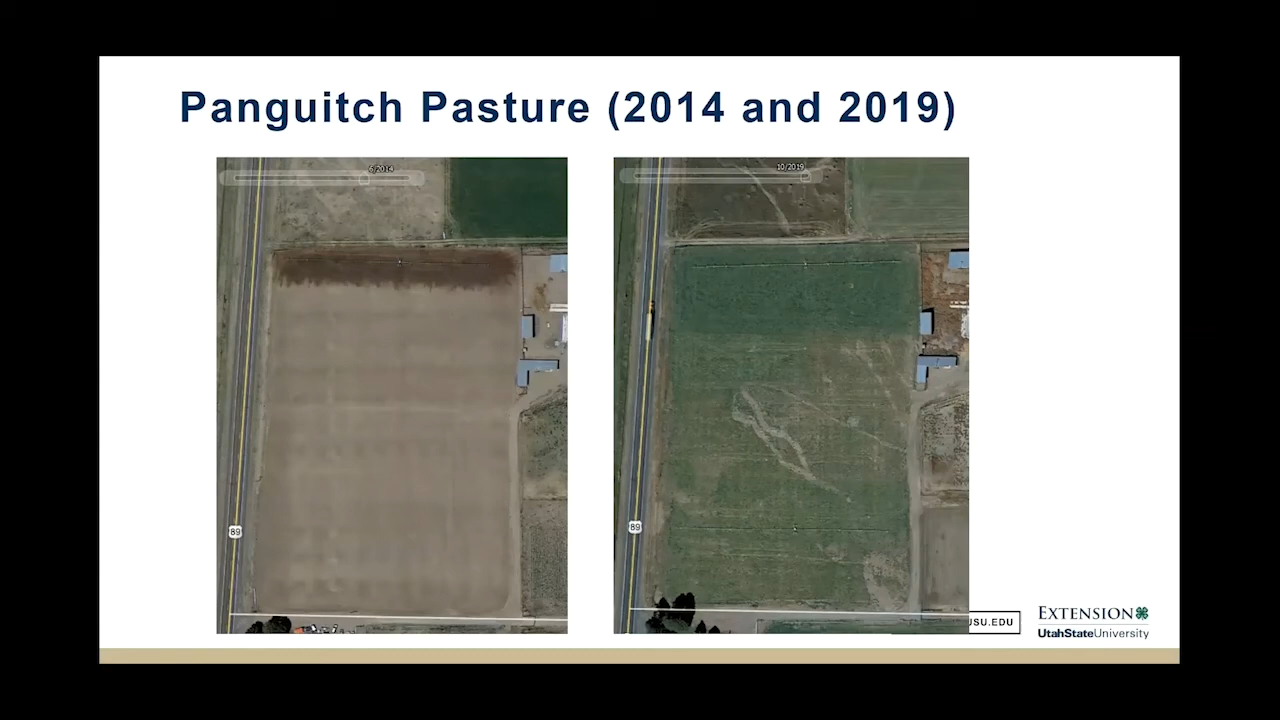 Panguitch Pasture (2014 and 2019)
6/2014
10/2019
89
89
USU.EDU
EXTENSION
UtahStateUniversity